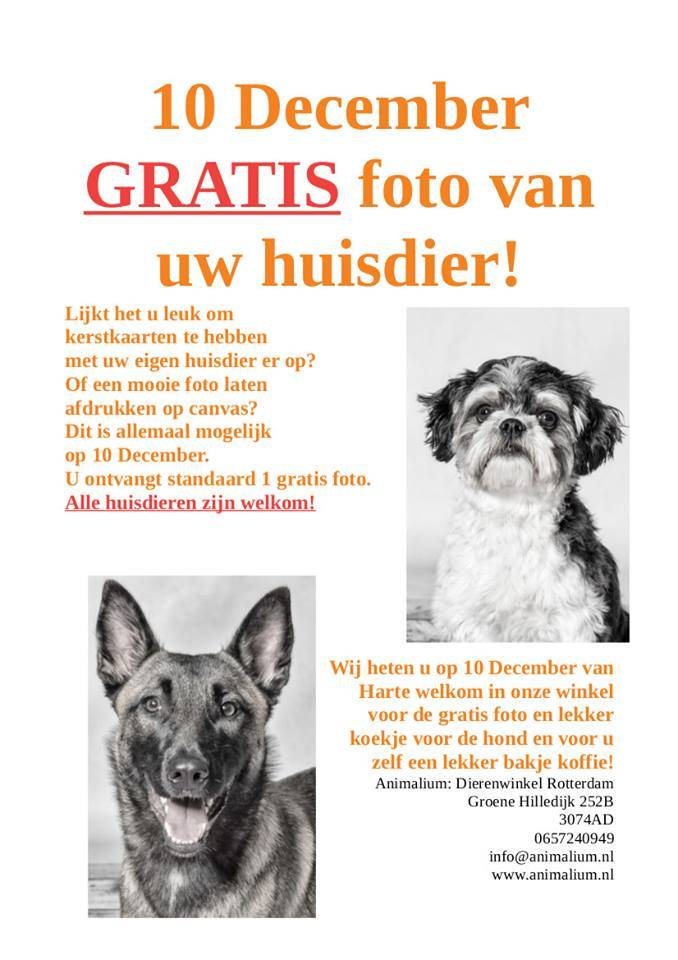 10 December
GRATIS foto van
uw huisdier!
Lijkt het u leuk om
kerstkaarten te hebben
met uw eigen huisdier er op?
Of een mooie foto laten
afdrukken op canvas?
Dit is allemaal mogelijk
op 10 December.
U ontvangt standaard 1 gratis foto.
Alle huisdieren zijn welkom!
Wij heten u op 10 December van
Harte welkom in onze winkel
voor de gratis foto en lekker
koekje voor de hond en voor u
zelf een lekker bakje koffie!
Animalium: Dierenwinkel Rotterdam
Groene Hilledijk 252B
3074AD
0657240949
info@animalium.nl
www.animalium.nl